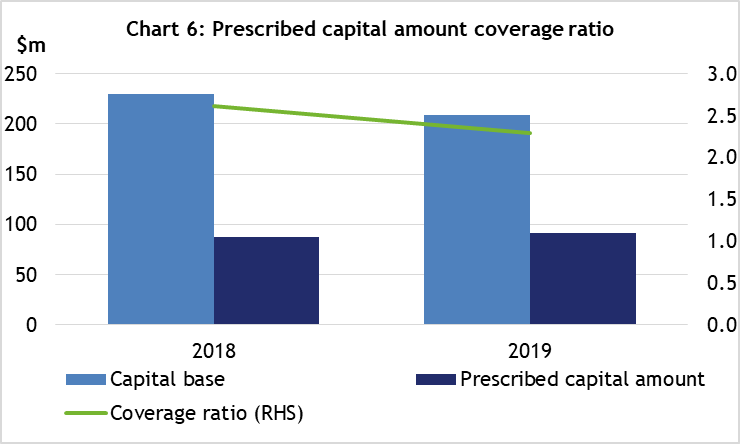 Chart 6: Prescribed capital amount coverage ratio
$m
250 3.0
200 2.5
150 2.0
100 1.5
50 1.0
0 0.5
0.0
2018 2019
Capital base Prescribed capital amount
Coverage ratio (RHS)